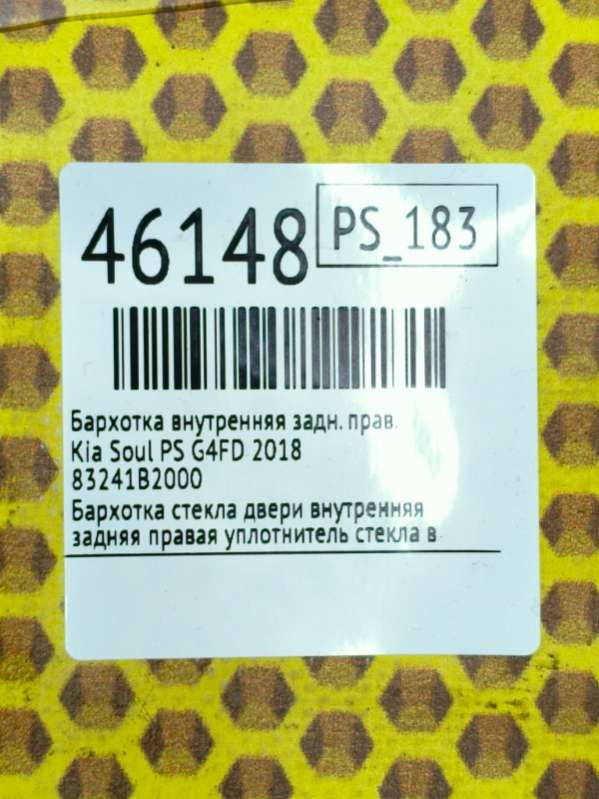 46148
PS_183
Бархотка внутренняя задн. прав.
Kia Soul PS G4FD 2018
83241B2000
Бархотка стекла двери внутренняя
задняя правая уплотнитель стекла в